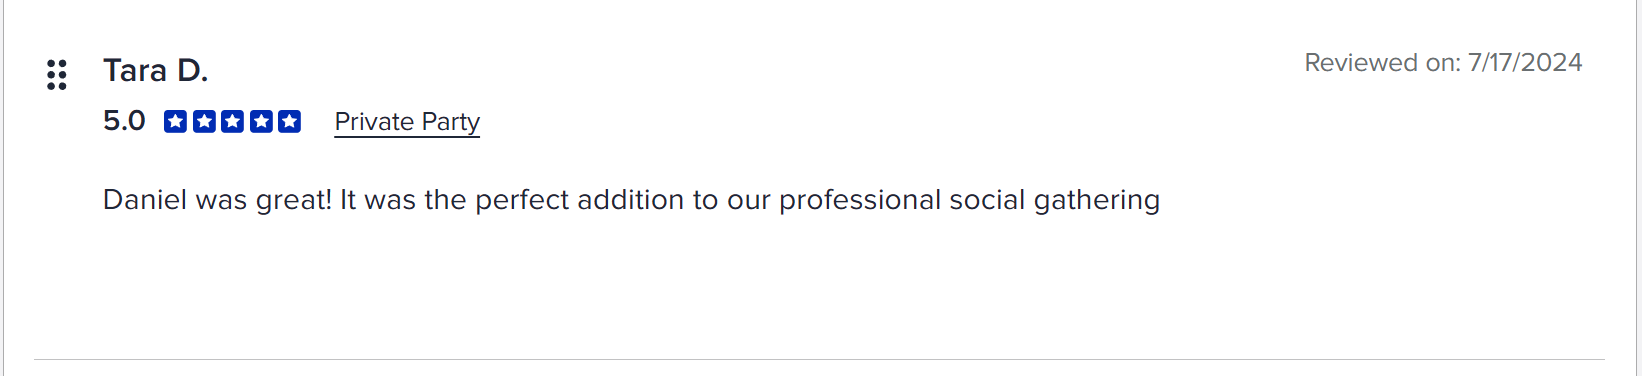 Tara D.
Reviewed on: 7/17/2024
5.0
Private Party
Daniel was great! It was the perfect addition to our professional social gathering